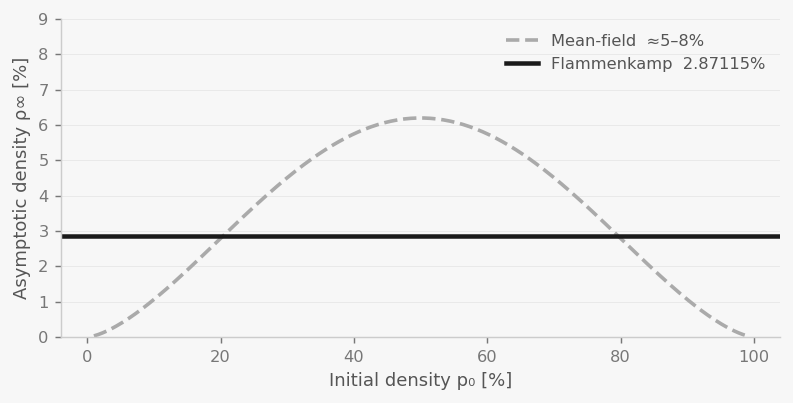 9
8
7
6
5
4
3
2
1
0
Asymptotic density ρ∞ [%]
Mean-field ≈5–8%
Flammenkamp 2.87115%
0 20 40 60 80 100
Initial density p₀ [%]